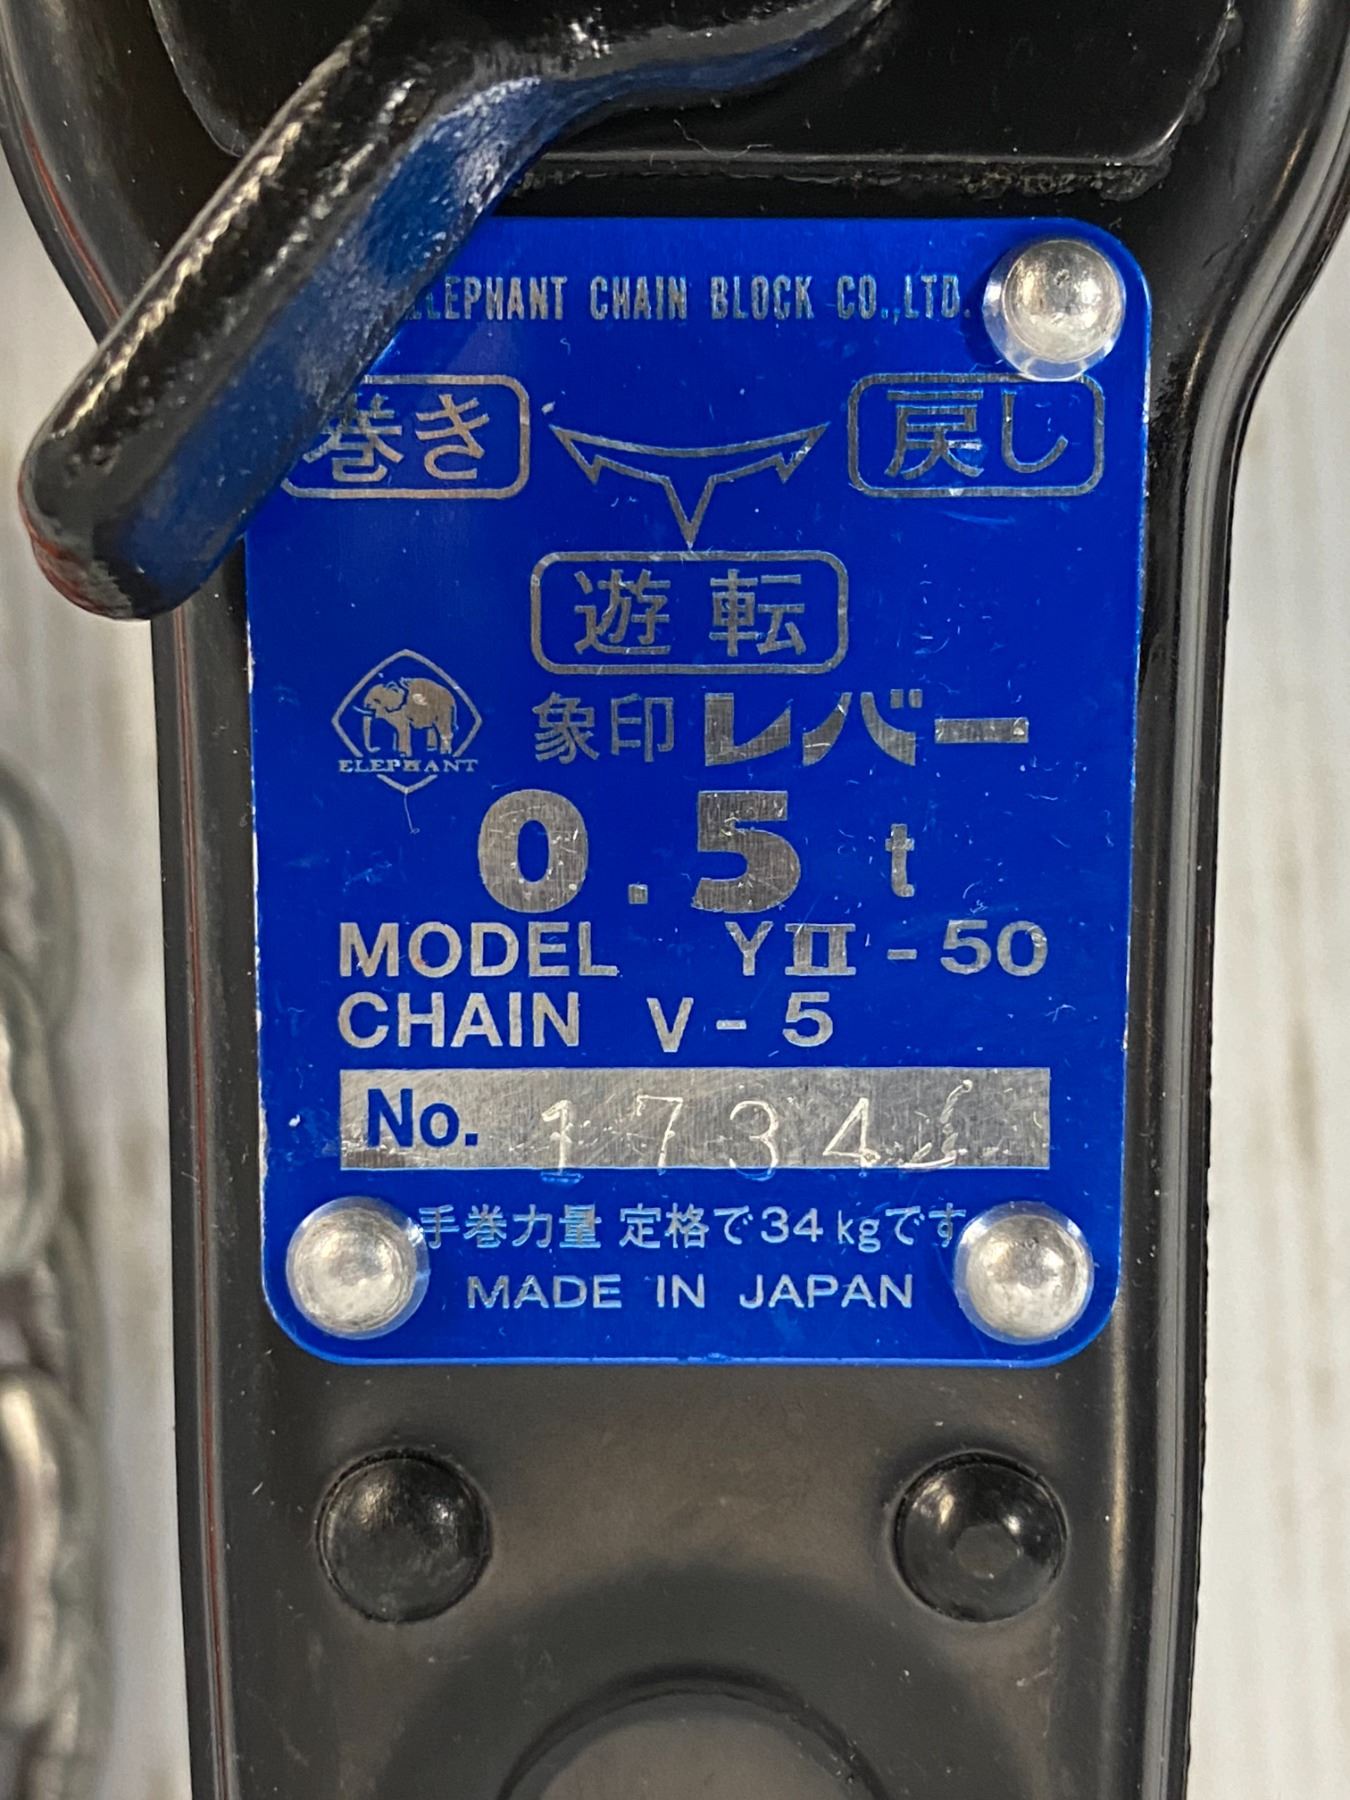 ELEPHANT CHAIN BLOCK CO.,LTD.
巻き 戻し
遊転
ELEPHANT
象印レバー
0.5 t
MODEL YII-50
CHAIN V-5
No. 1734
手巻力量 定格で34kgです
MADE IN JAPAN